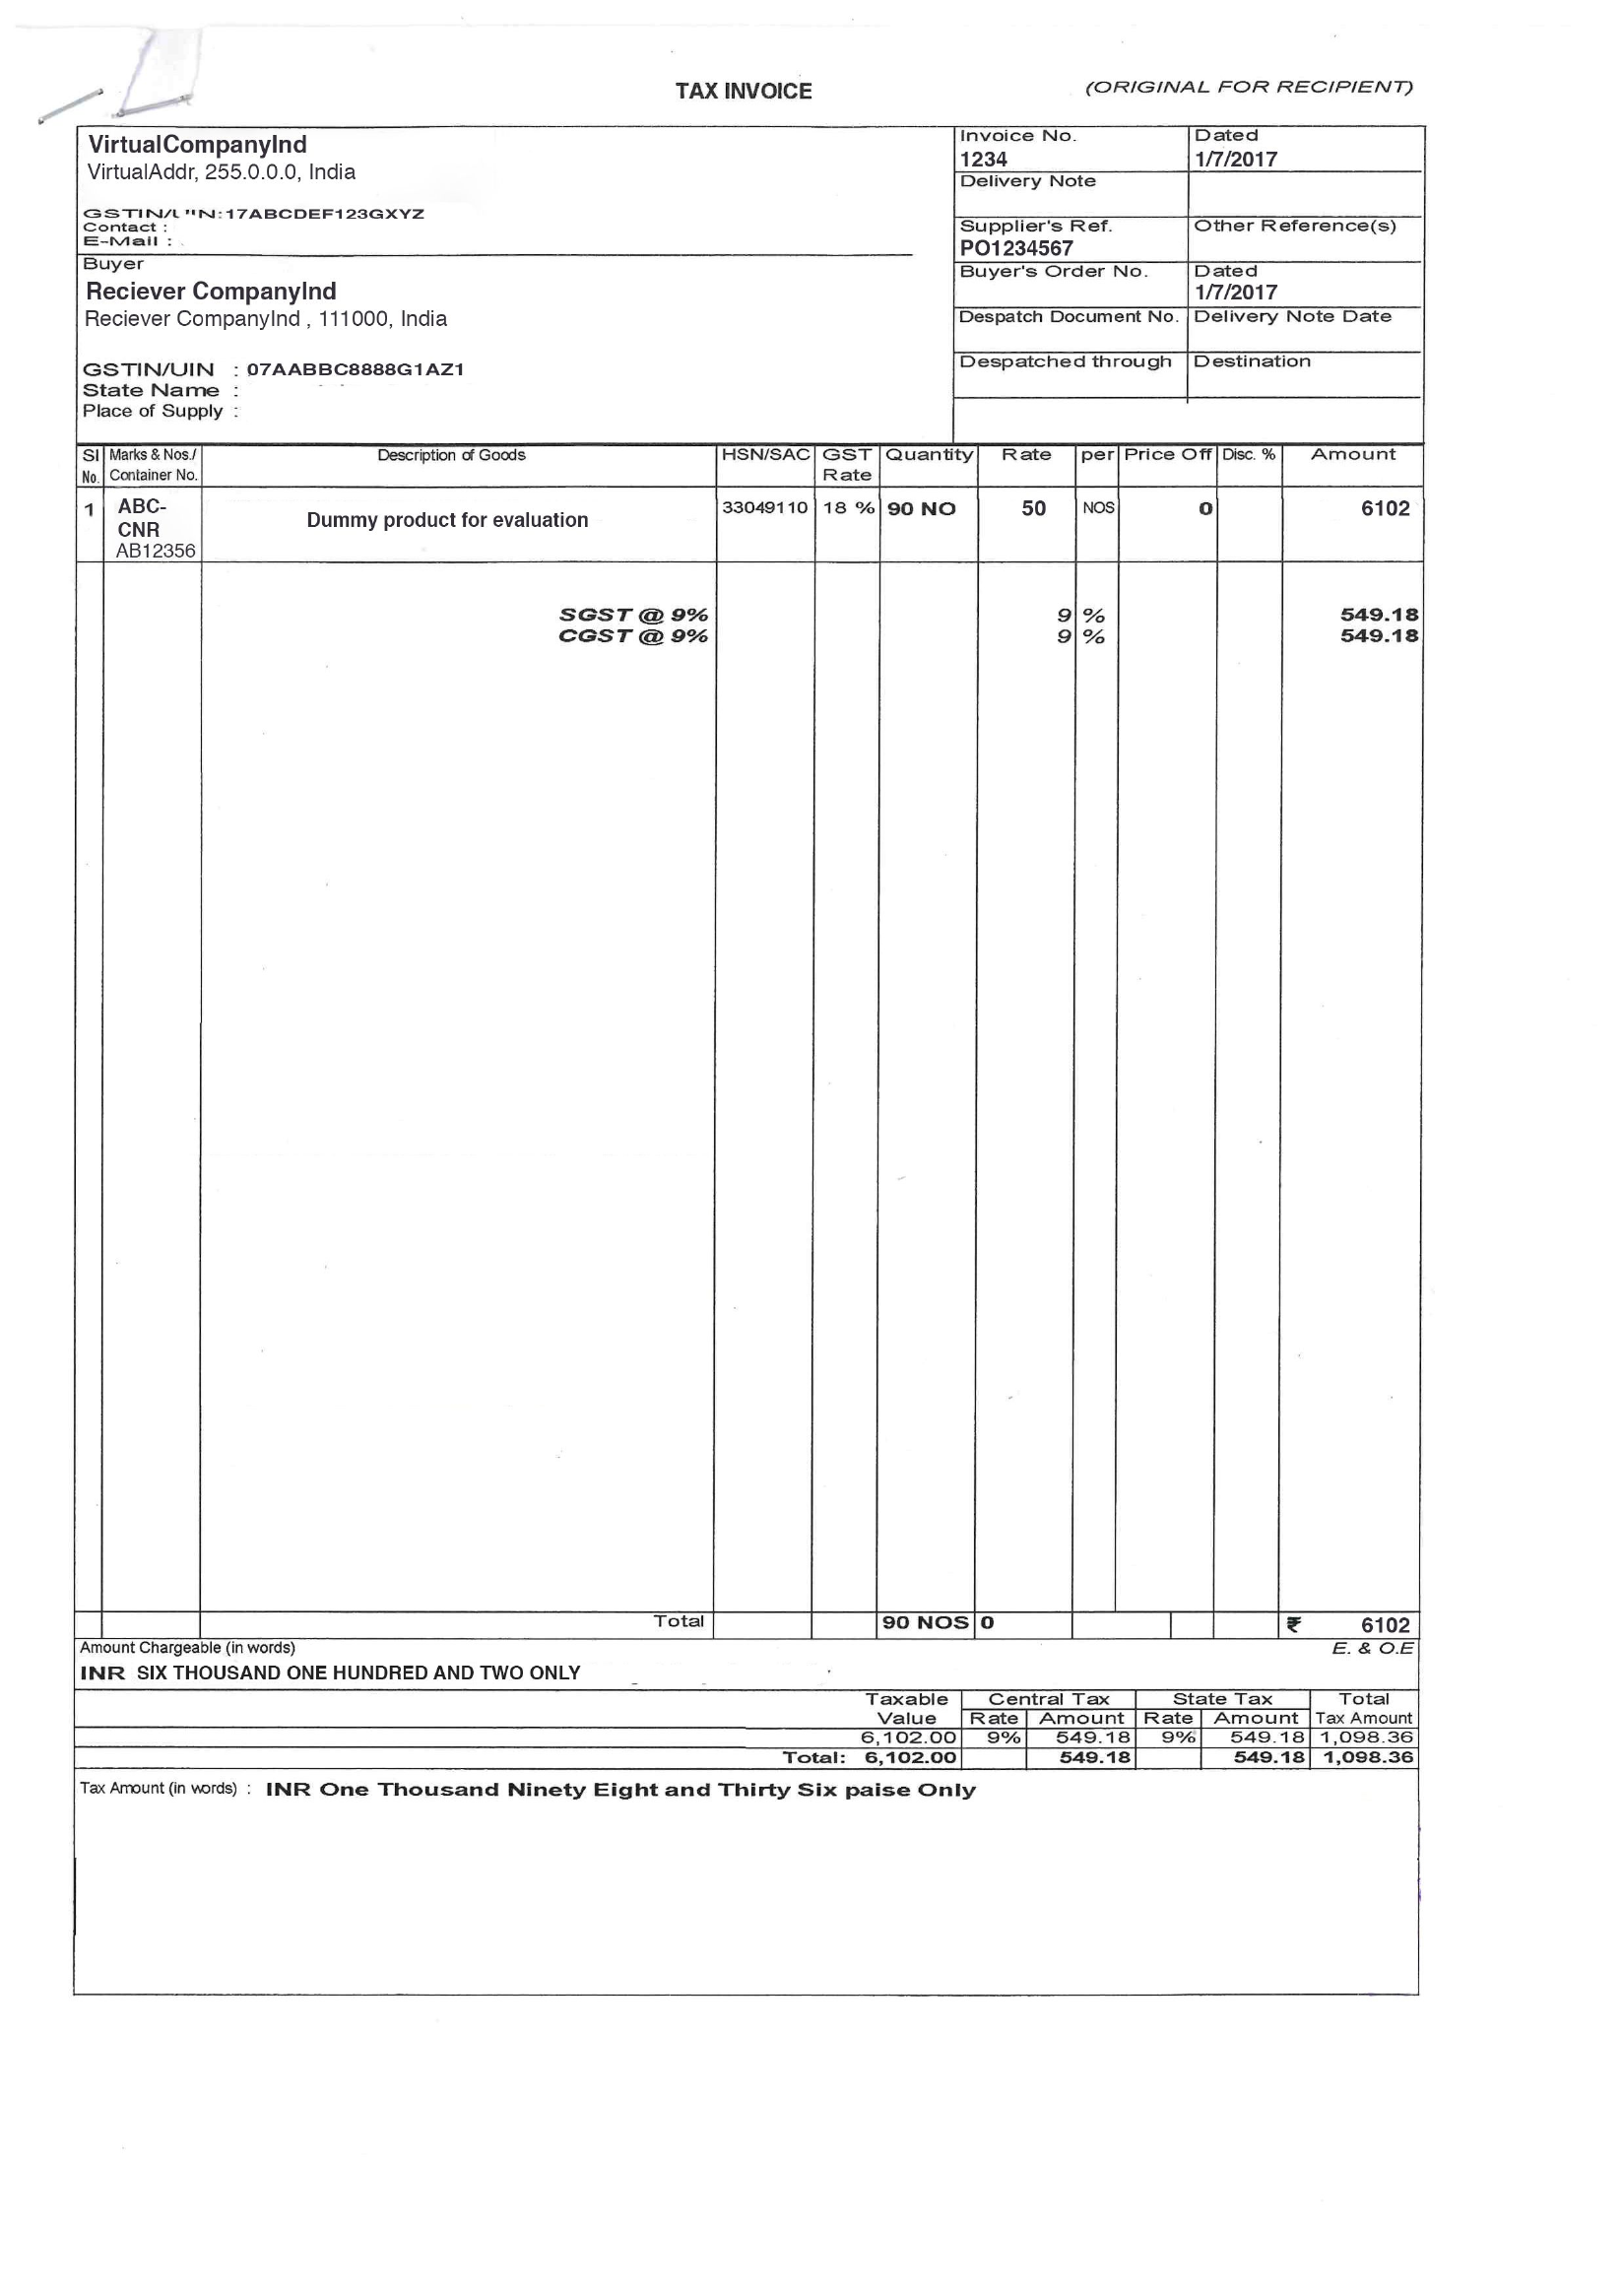 TAX INVOICE
(ORIGINAL FOR RECIPIENT)
VirtualCompanyInd
VirtualAddr, 255.0.0.0, India
GSTIN/ :17ABCDEF123GXYZ
Contact :
E-Mail :
Buyer
Reciever CompanyInd
Reciever CompanyInd , 111000, India
GSTIN/UIN : 07AABBC8888G1AZ1
State Name :
Place of Supply :
Invoice No. Dated
1234 1/7/2017
Delivery Note
Supplier's Ref. Other Reference(s)
PO1234567
Buyer's Order No. Dated
1/7/2017
Despatch Document No. Delivery Note Date
Despatched through Destination
SI Marks & Nos./ Description of Goods HSN/SAC GST Quantity Rate per Price Off Disc. % Amount
No. Container No. Rate
1 ABC- Dummy product for evaluation 33049110 18 % 90 NO 50 NOS 0 6102
CNR
AB12356
SGST @ 9% 9 % 549.18
CGST @ 9% 9 % 549.18
Total 90 NOS 0 ₹ 6102
Amount Chargeable (in words) E. & O.E
INR SIX THOUSAND ONE HUNDRED AND TWO ONLY
Taxable Central Tax State Tax Total
Value Rate Amount Rate Amount Tax Amount
6,102.00 9% 549.18 9% 549.18 1,098.36
Total: 6,102.00 549.18 549.18 1,098.36
Tax Amount (in words) : INR One Thousand Ninety Eight and Thirty Six paise Only